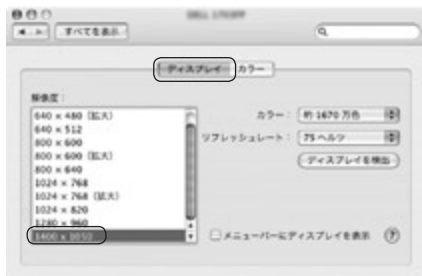 すべてを表示
ディスプレイ
カラー
解像度：
640 x 480（拡大）
640 x 512
800 x 600
800 x 600（拡大）
800 x 640
1024 x 768
1024 x 768（拡大）
1024 x 820
1280 x 960
1400 x 1050
カラー： 約 1670 万色
リフレッシュレート： 75 ヘルツ
ディスプレイを検出
メニューバーにディスプレイを表示
?